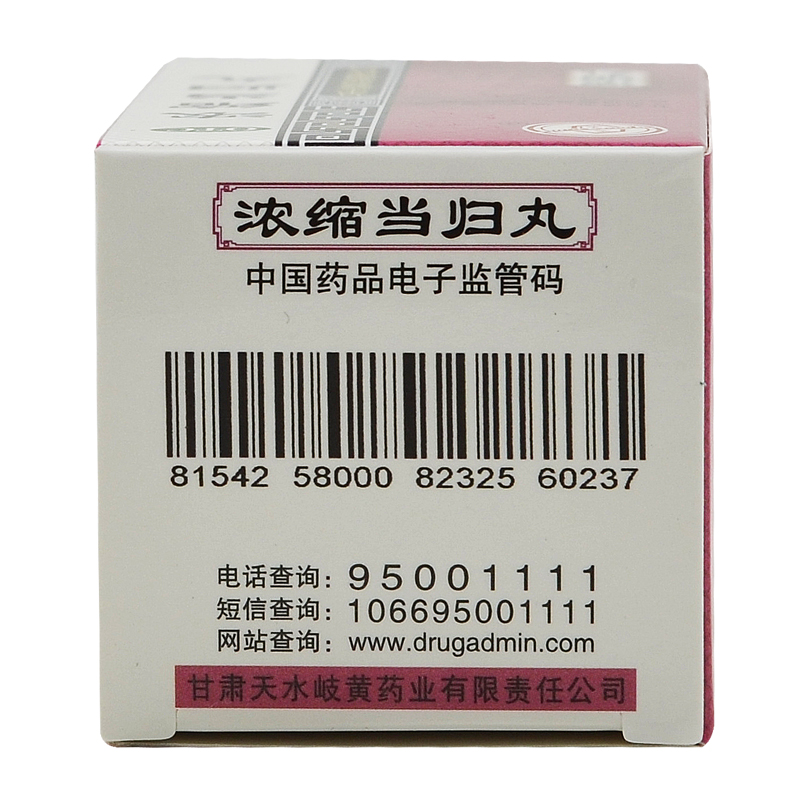 浓缩当归丸
中国药品电子监管码
81542 58000 82325 60237
电话查询：95001111
短信查询：106695001111
网站查询：www.drugadmin.com
甘肃天水岐黄药业有限责任公司